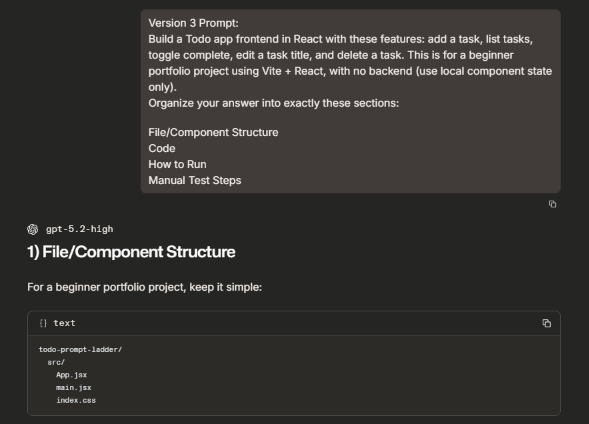 Version 3 Prompt:
Build a Todo app frontend in React with these features: add a task, list tasks,
toggle complete, edit a task title, and delete a task. This is for a beginner
portfolio project using Vite + React, with no backend (use local component state
only).
Organize your answer into exactly these sections:
File/Component Structure
Code
How to Run
Manual Test Steps
gpt-5.2-high
1) File/Component Structure
For a beginner portfolio project, keep it simple:
{} text
todo-prompt-ladder/
src/
App.jsx
main.jsx
index.css